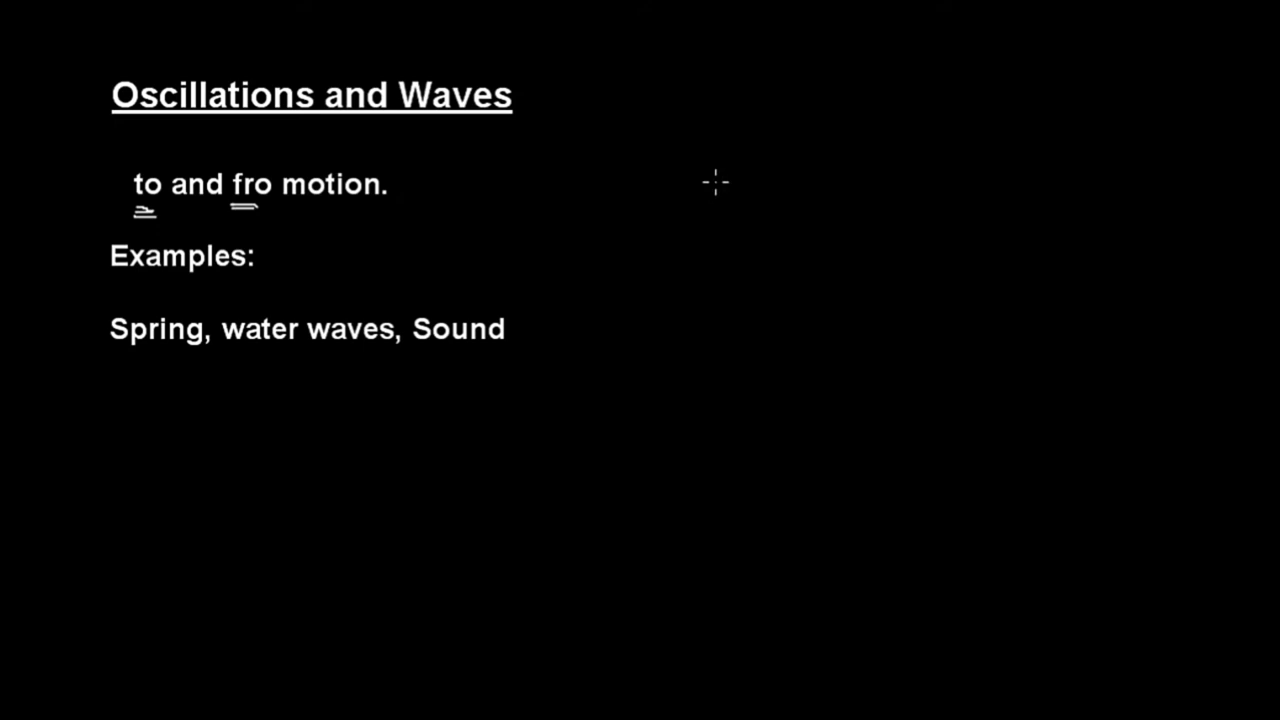 Oscillations and Waves
to and fro motion.
Examples:
Spring, water waves, Sound